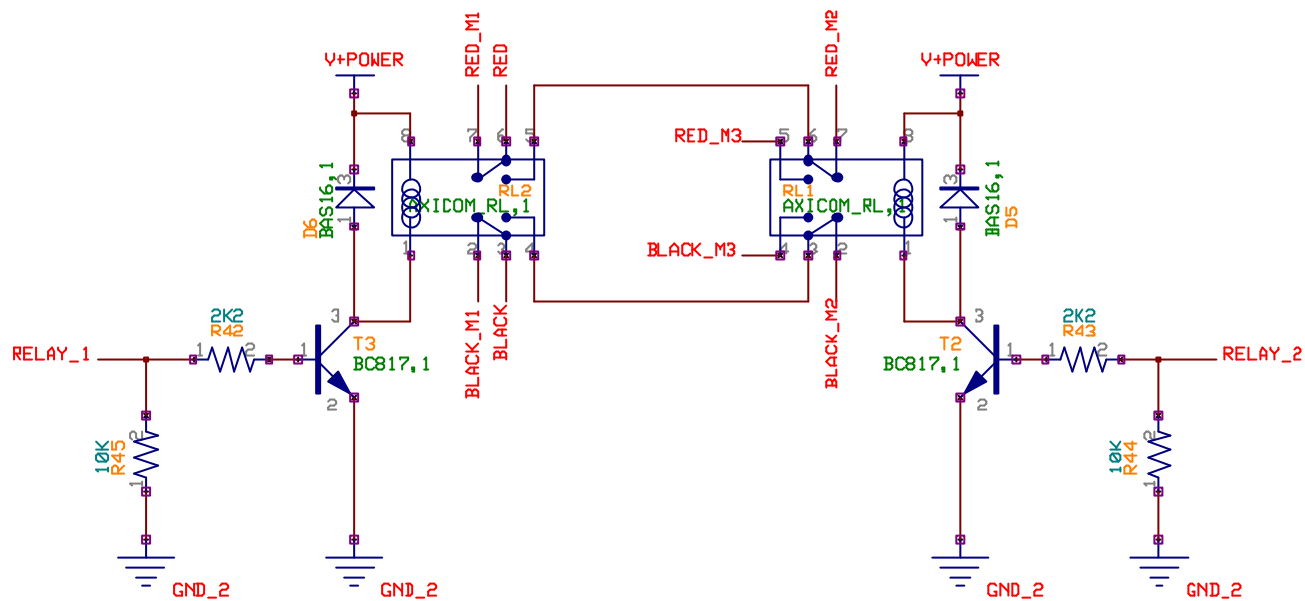 RED_M1
RED
RED_M2
V+POWER
V+POWER
8
7
6
5
RED_M3
5
6
7
8
3
BAS16,1
D6
1
RL2
AXICOM_RL,1
RL1
AXICOM_RL,1
3
BAS16,1
D5
1
1
2
3
4
BLACK_M3
4
3
2
1
BLACK_M1
BLACK
BLACK_M2
RELAY_1
2K2
R42
1
2
1
3
T3
BC817,1
2
3
T2
BC817,1
2
1
2K2
R43
1
2
RELAY_2
10K
R45
2
1
10K
R44
2
1
GND_2
GND_2
GND_2
GND_2